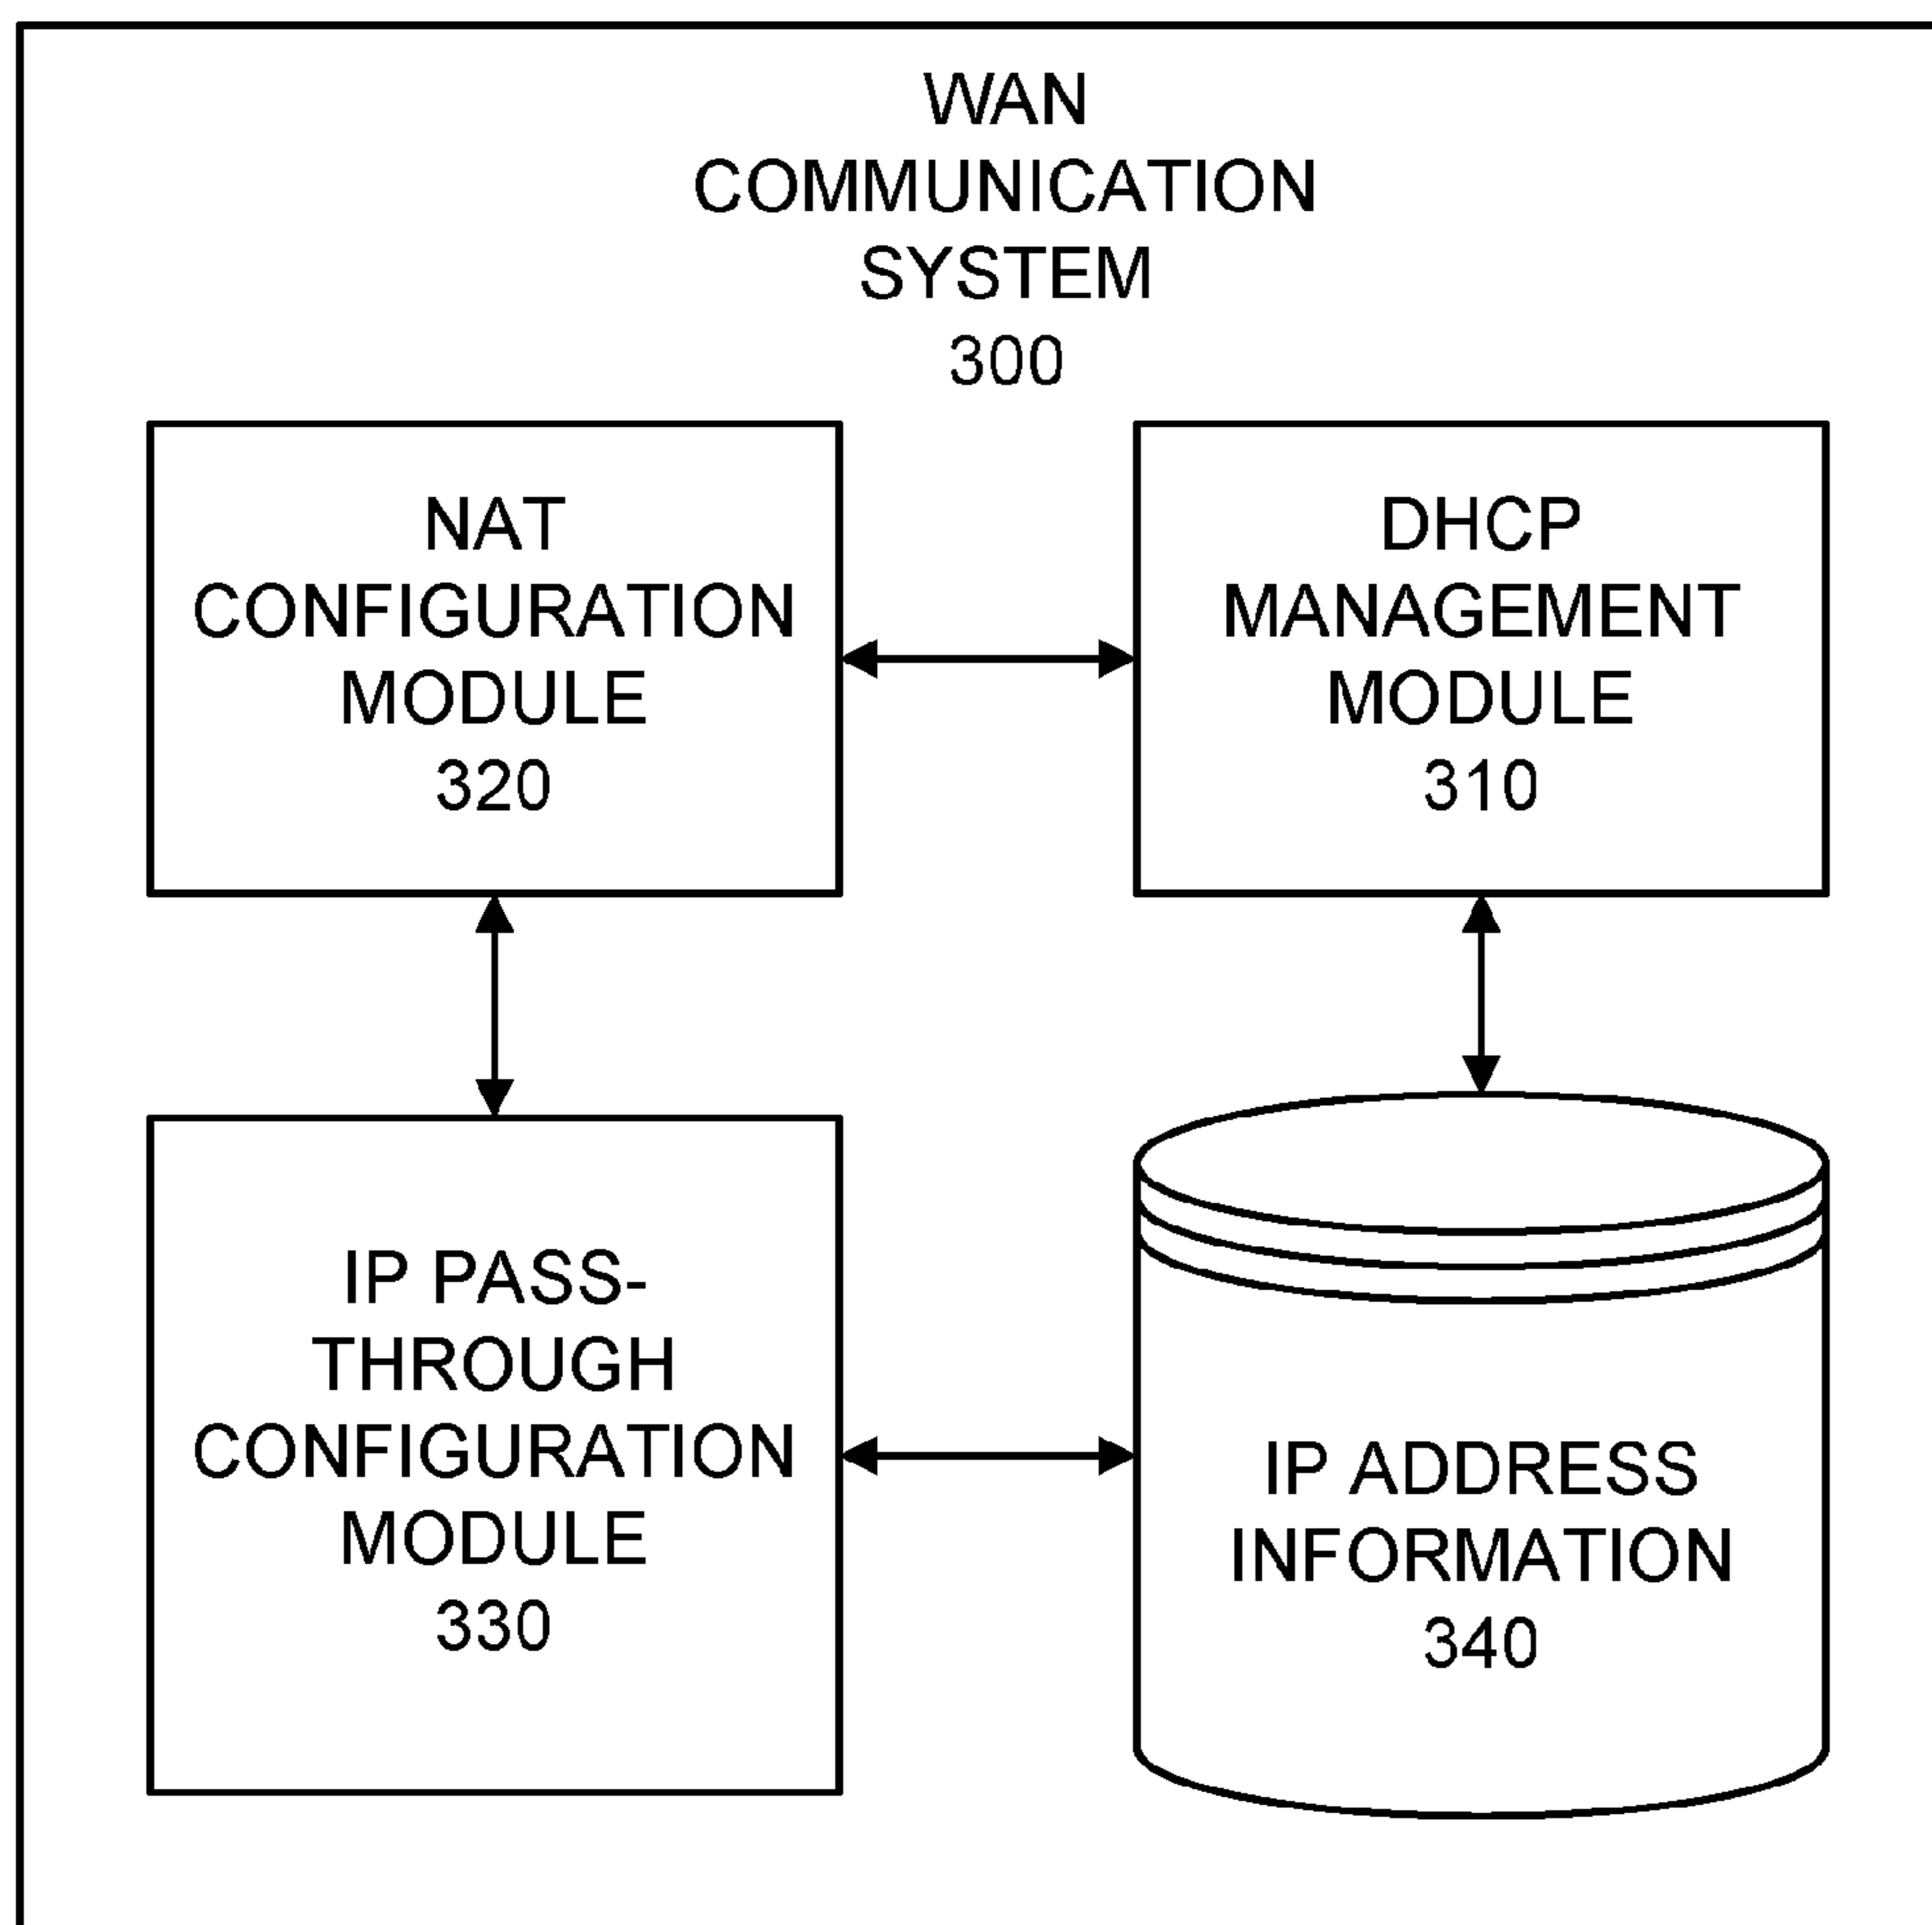 WAN
COMMUNICATION
SYSTEM
300
NAT
CONFIGURATION
MODULE
320
DHCP
MANAGEMENT
MODULE
310
IP PASS-
THROUGH
CONFIGURATION
MODULE
330
IP ADDRESS
INFORMATION
340